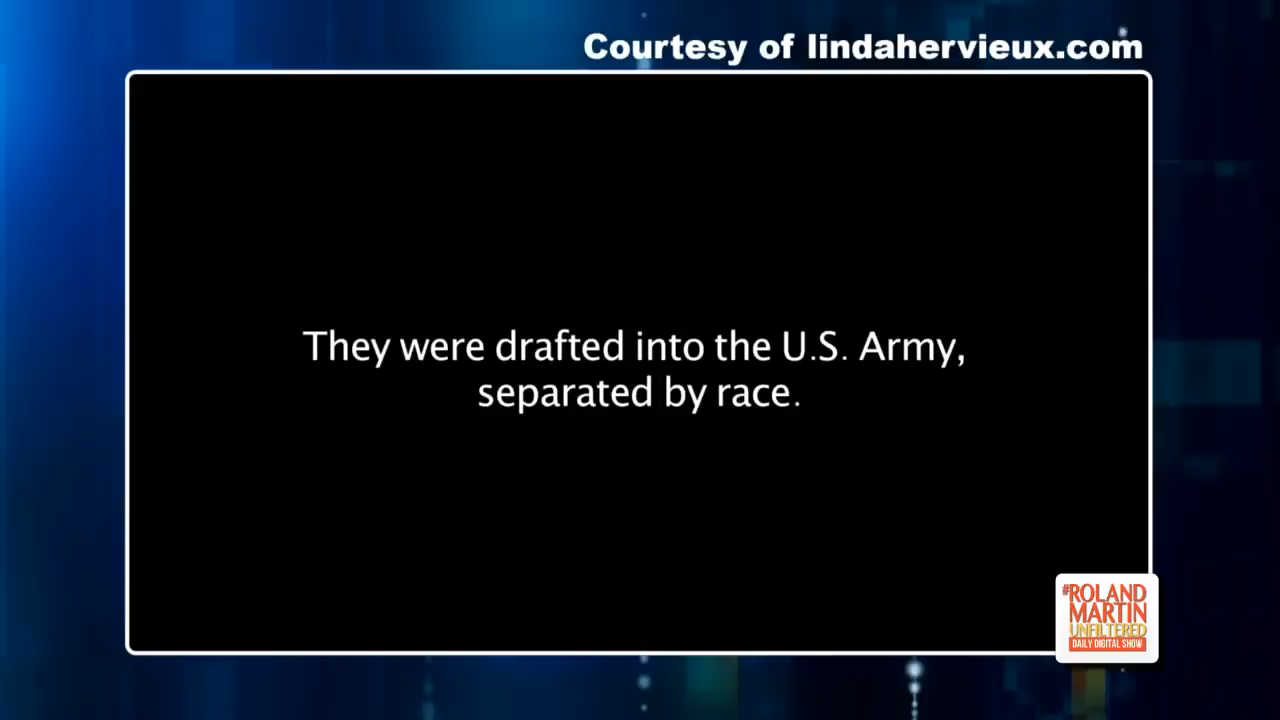 Courtesy of lindahervieux.com
They were drafted into the U.S. Army,
separated by race.
#ROLAND
MARTIN
UNFILTERED
DAILY DIGITAL SHOW